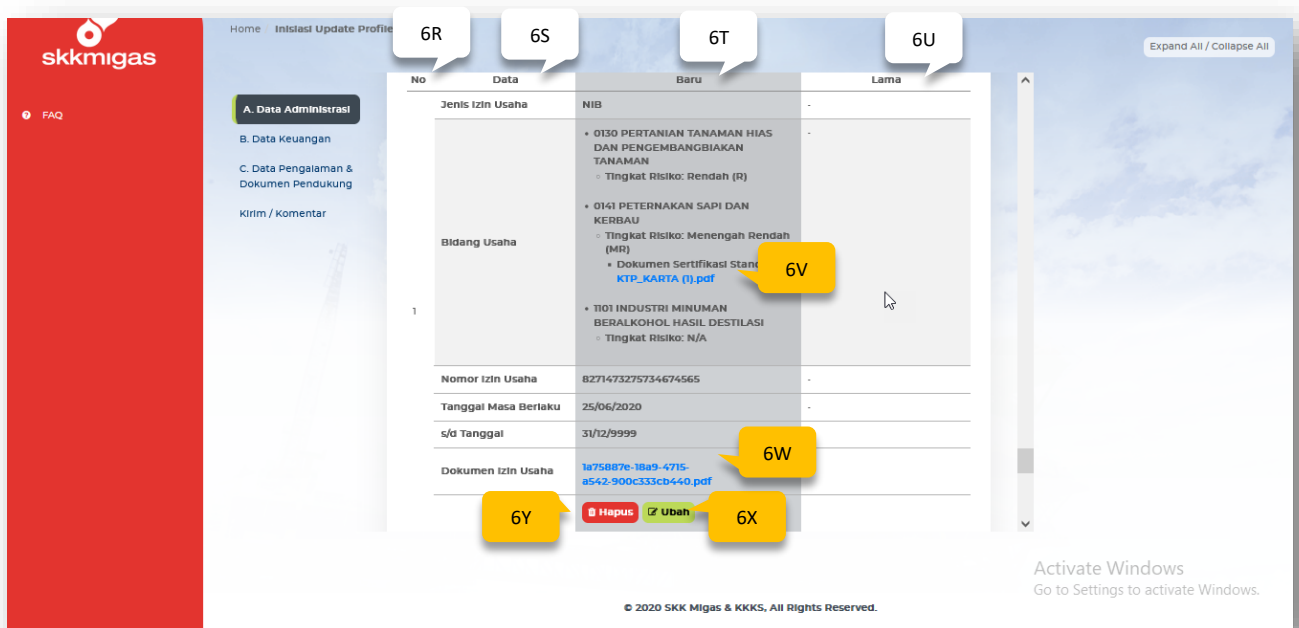 skkmigas
Home Inisiasi Update Profile
6R
6S
6T
6U
Expand All / Collapse All
FAQ
A. Data Administrasi
B. Data Keuangan
C. Data Pengalaman &
Dokumen Pendukung
Kirim / Komentar
No Data Baru Lama
Jenis Izin Usaha NIB -
1
Bidang Usaha
• 0130 PERTANIAN TANAMAN HIAS
DAN PENGEMBANGBIAKAN
TANAMAN
◦ Tingkat Risiko: Rendah (R)
• 0141 PETERNAKAN SAPI DAN
KERBAU
◦ Tingkat Risiko: Menengah Rendah
(MR)
• Dokumen Sertifikasi Stand
KTP_KARTA (1).pdf
6V
• 1101 INDUSTRI MINUMAN
BERALKOHOL HASIL DESTILASI
◦ Tingkat Risiko: N/A
-
Nomor Izin Usaha 8271473275734674565 -
Tanggal Masa Berlaku 25/06/2020 -
s/d Tanggal 31/12/9999
6W
Dokumen Izin Usaha 1a75887e-18a9-4715-
a542-900c333cb440.pdf
6Y
Hapus Ubah
6X
Activate Windows
Go to Settings to activate Windows.
© 2020 SKK Migas & KKKS, All Rights Reserved.